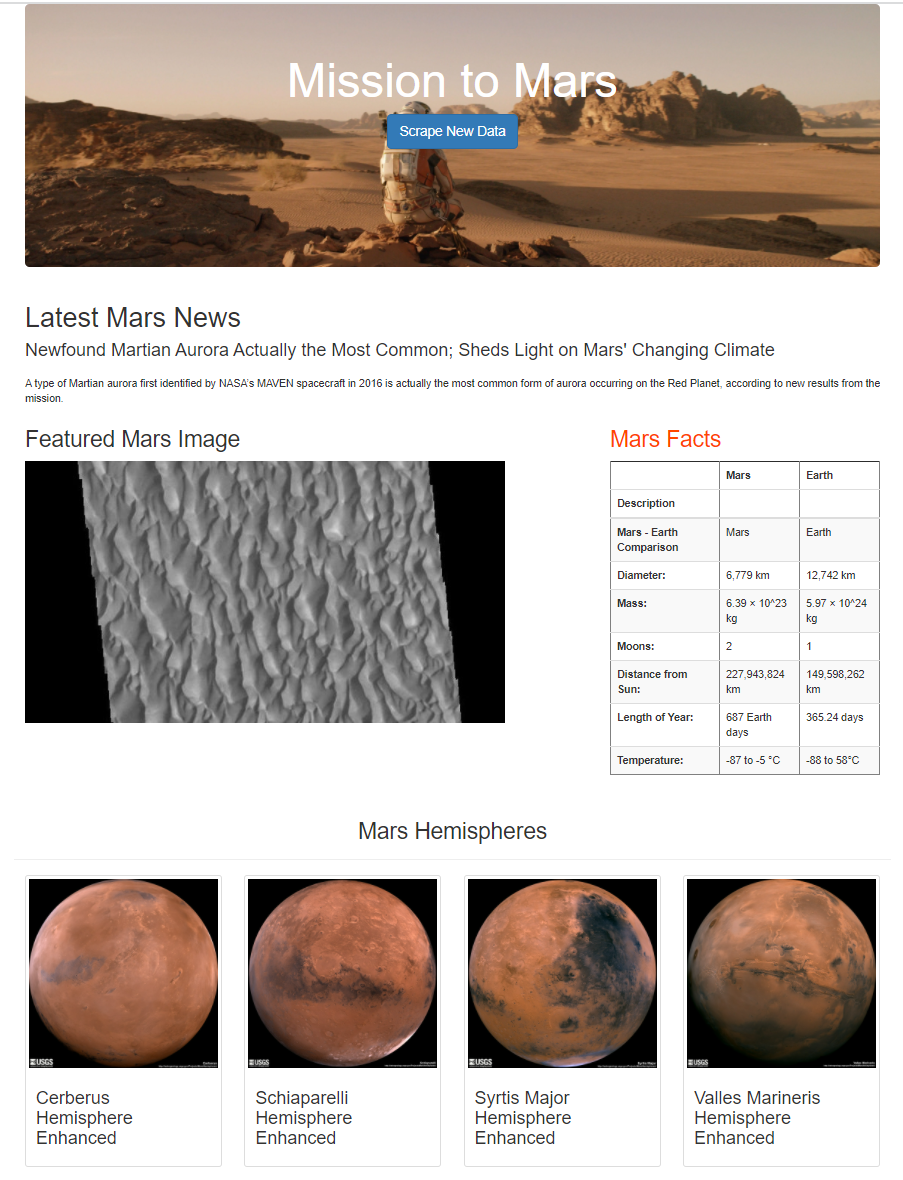 Mission to Mars
Scrape New Data
Latest Mars News
Newfound Martian Aurora Actually the Most Common; Sheds Light on Mars' Changing Climate
A type of Martian aurora first identified by NASA's MAVEN spacecraft in 2016 is actually the most common form of aurora occurring on the Red Planet, according to new results from the
mission.
Featured Mars Image
Mars Facts
Mars Earth
Description
Mars - Earth
Comparison
Mars Earth
Diameter: 6,779 km 12,742 km
Mass: 6.39 × 10^23
kg
5.97 × 10^24
kg
Moons: 2 1
Distance from
Sun:
227,943,824
km
149,598,262
km
Length of Year: 687 Earth
days
365.24 days
Temperature: -87 to -5 °C -88 to 58°C
Mars Hemispheres
USGS
USGS
USGS
USGS
Cerberus
Hemisphere
Enhanced
Schiaparelli
Hemisphere
Enhanced
Syrtis Major
Hemisphere
Enhanced
Valles Marineris
Hemisphere
Enhanced